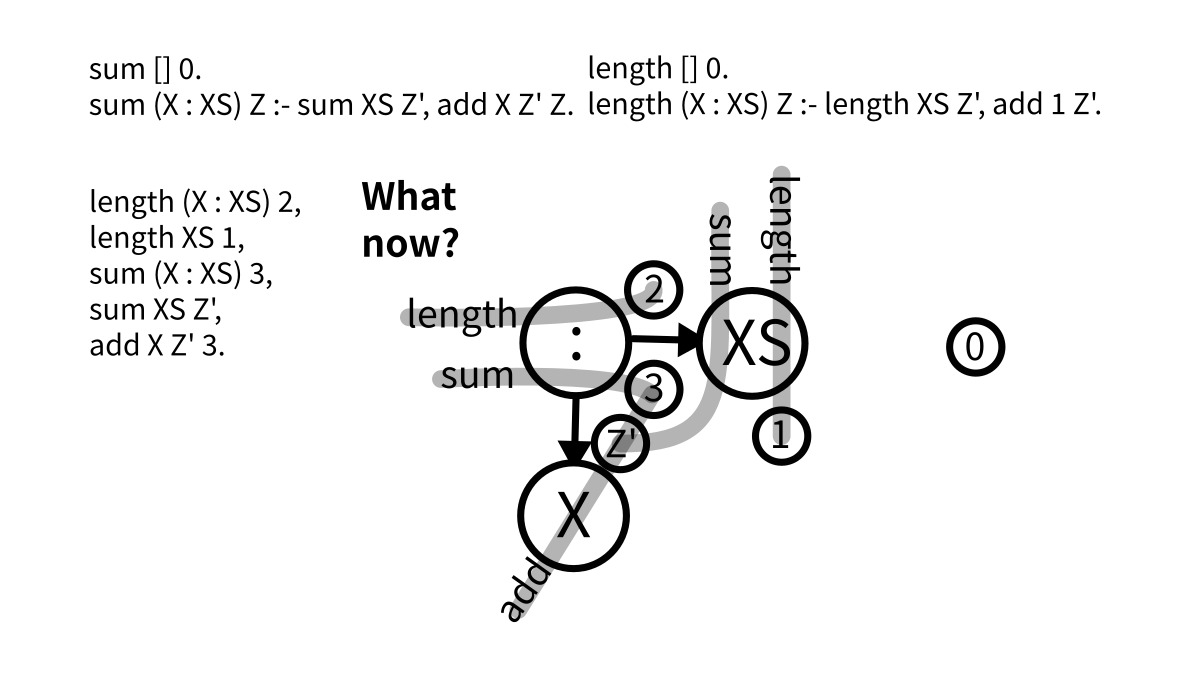 sum [] 0.
sum (X : XS) Z :- sum XS Z', add X Z' Z.
length [] 0.
length (X : XS) Z :- length XS Z', add 1 Z'.
length (X : XS) 2,
length XS 1,
sum (X : XS) 3,
sum XS Z',
add X Z' 3.
What
now?
length
sum
:
2
3
Z'
X
add
sum
length
XS
1
0